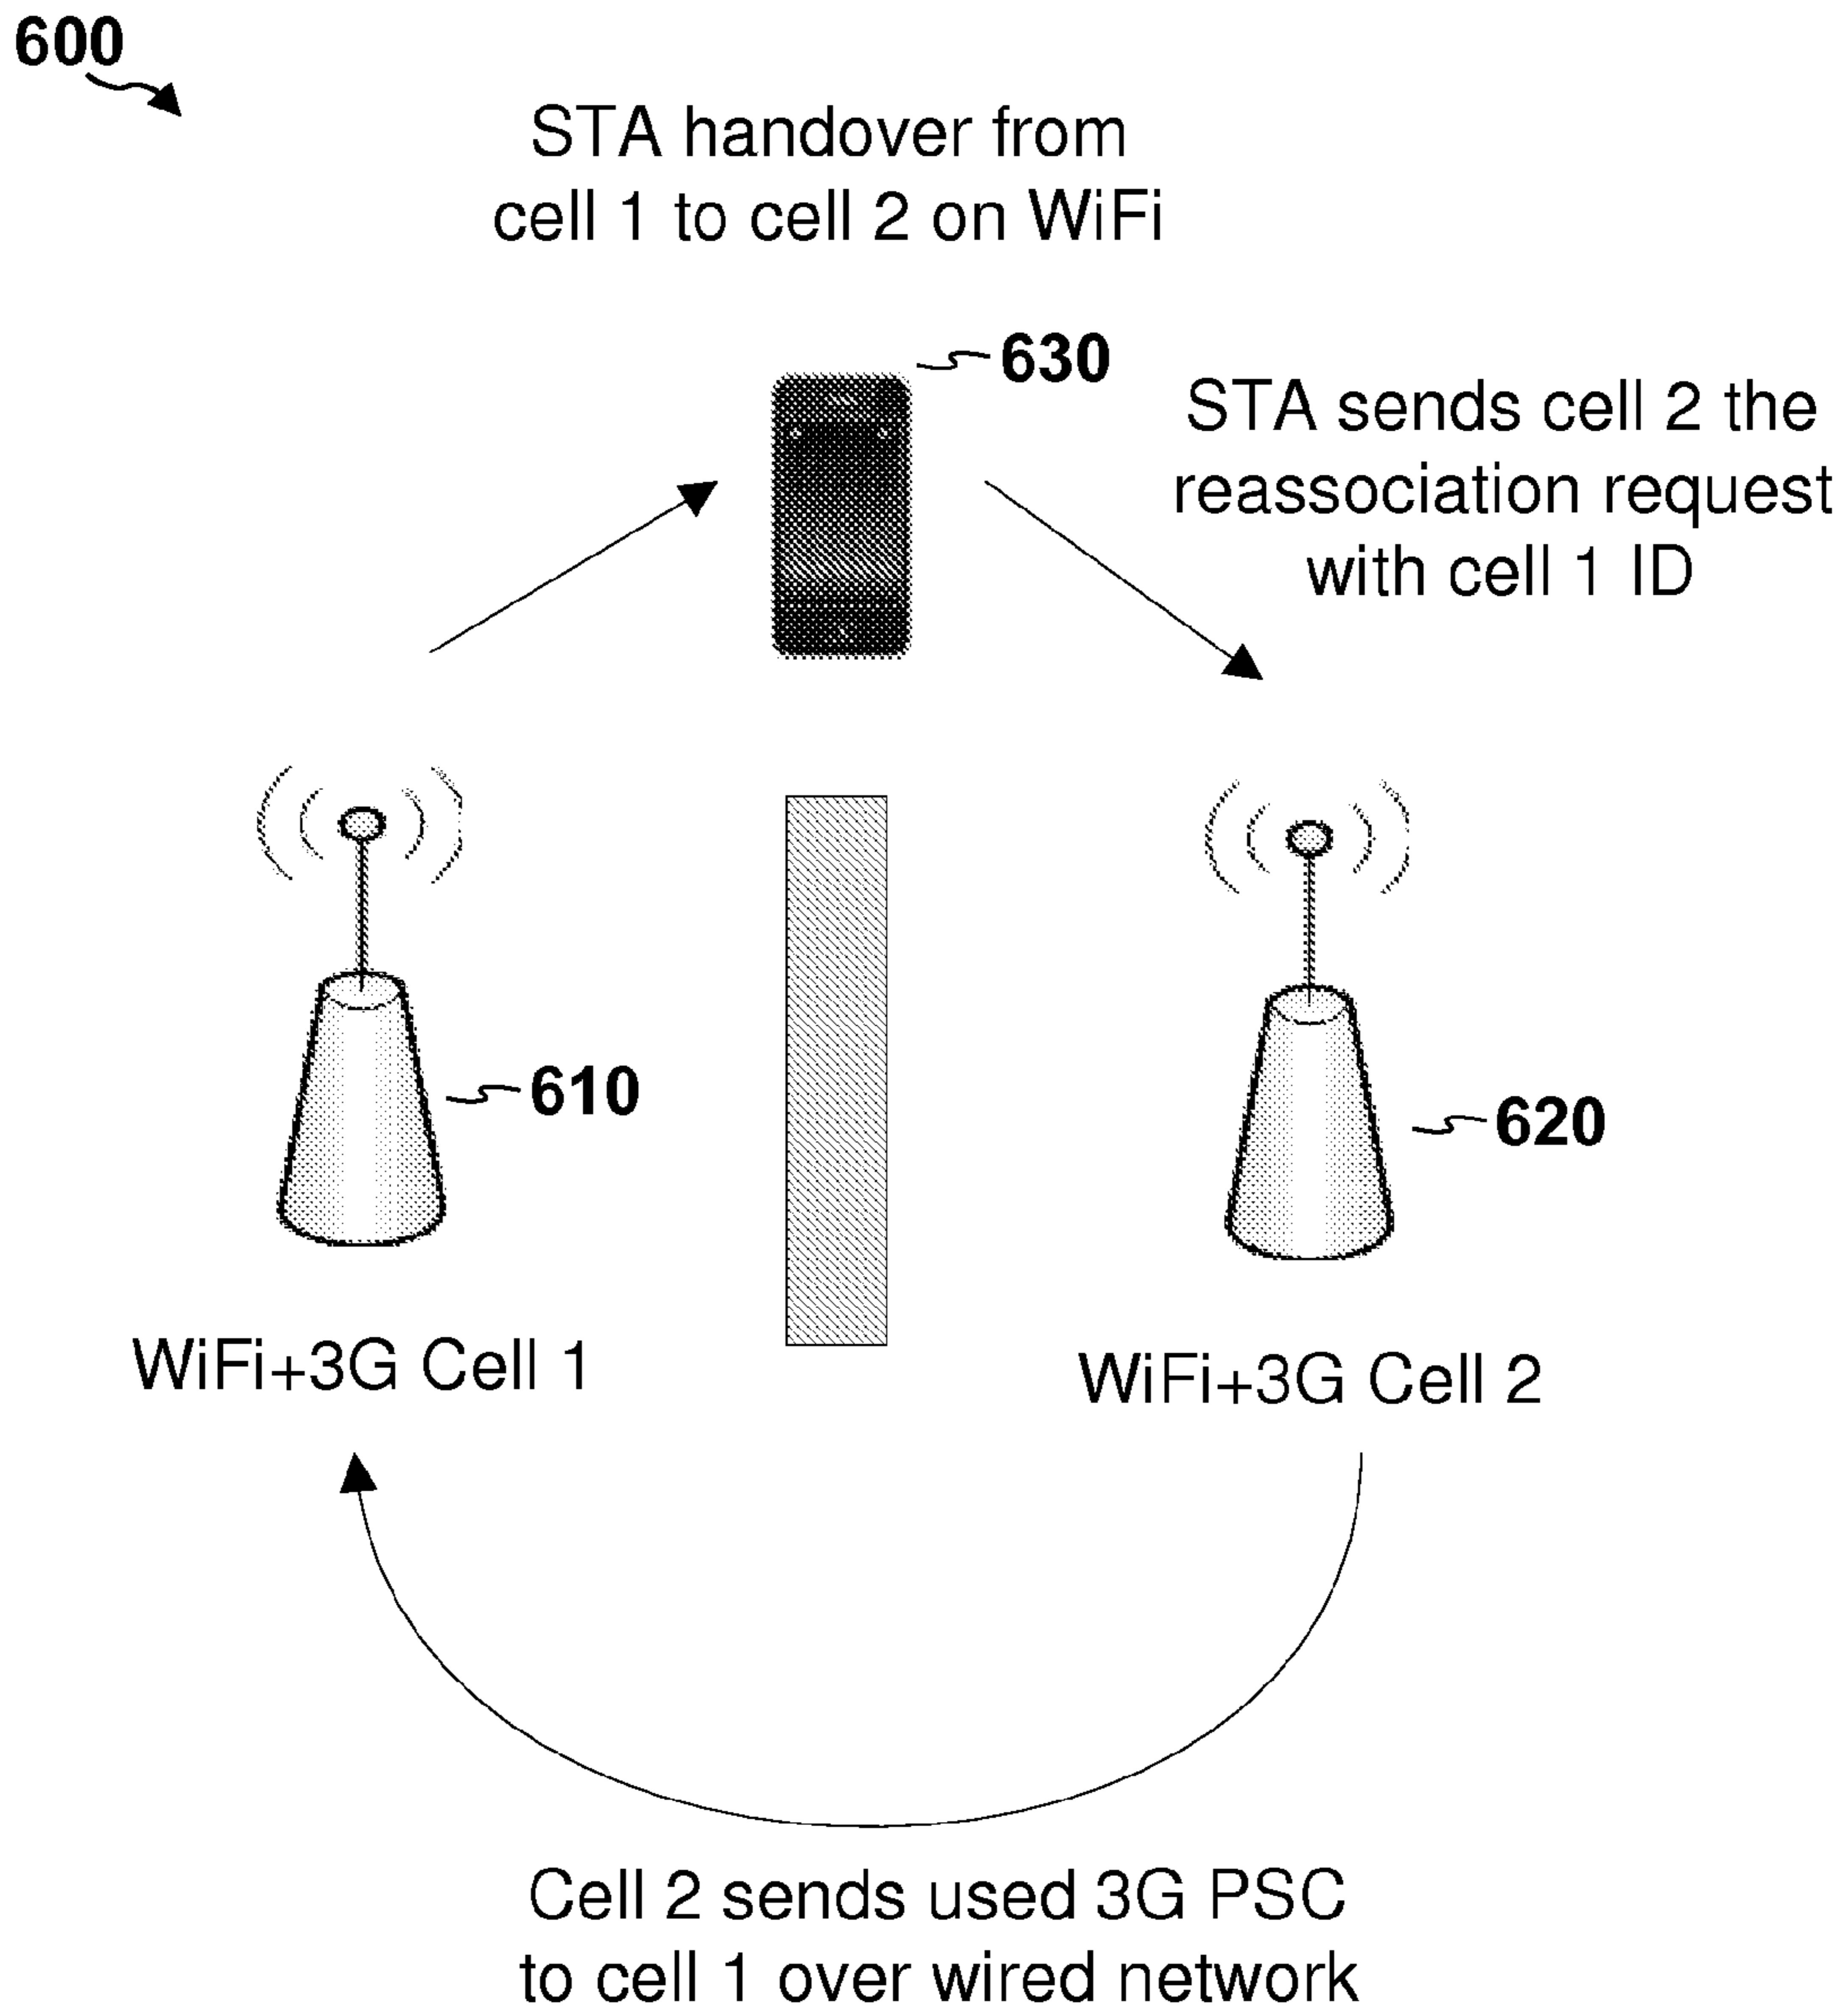 600
STA handover from
cell 1 to cell 2 on WiFi
630
STA sends cell 2 the
reassociation request
with cell 1 ID
610
620
WiFi+3G Cell 1
WiFi+3G Cell 2
Cell 2 sends used 3G PSC
to cell 1 over wired network